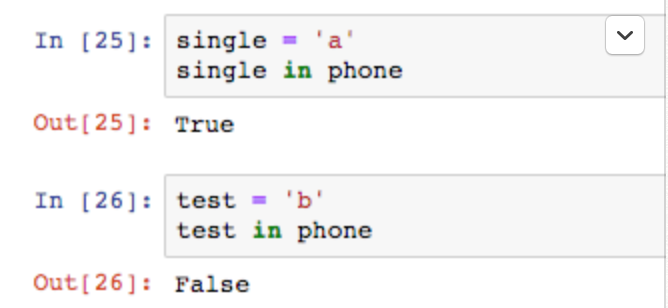 In [25]: single = 'a'
single in phone
Out[25]: True
In [26]: test = 'b'
test in phone
Out[26]: False